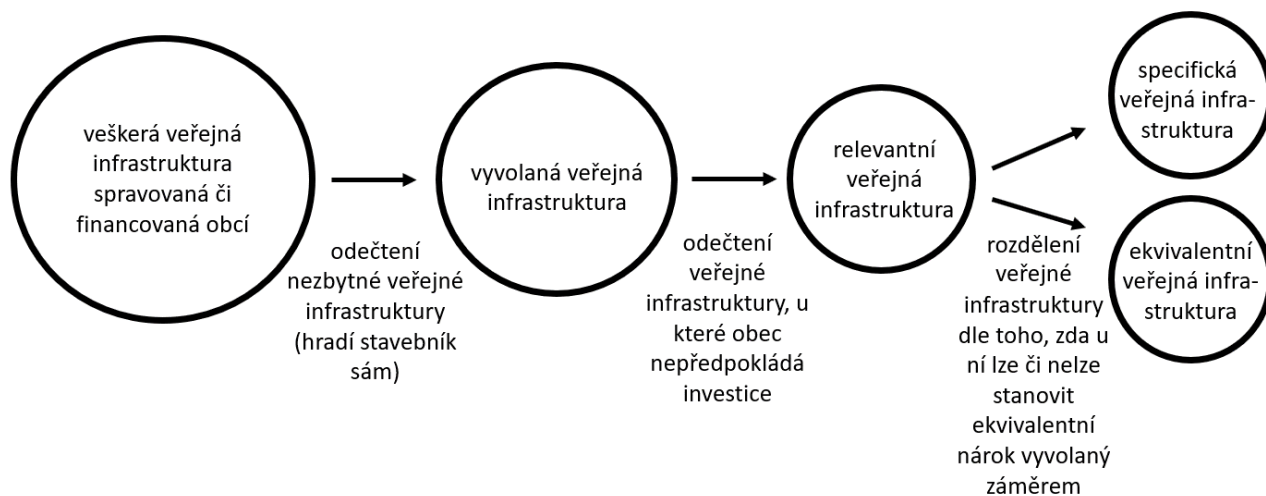 veškerá veřejná
infrastruktura
spravovaná či
financovaná obcí
odečtení
nezbytné veřejné
infrastruktury
(hradí stavebník
sám)
vyvolaná veřejná
infrastruktura
odečtení
veřejné
infrastruktury, u
které obec
nepředpokládá
investice
relevantní
veřejná
infrastruktura
rozdělení
veřejné
infrastruktury
dle toho, zda u
ní lze či nelze
stanovit
ekvivalentní
nárok vyvolaný
záměrem
specifická
veřejná infra-
struktura
ekvivalentní
veřejná infra-
struktura